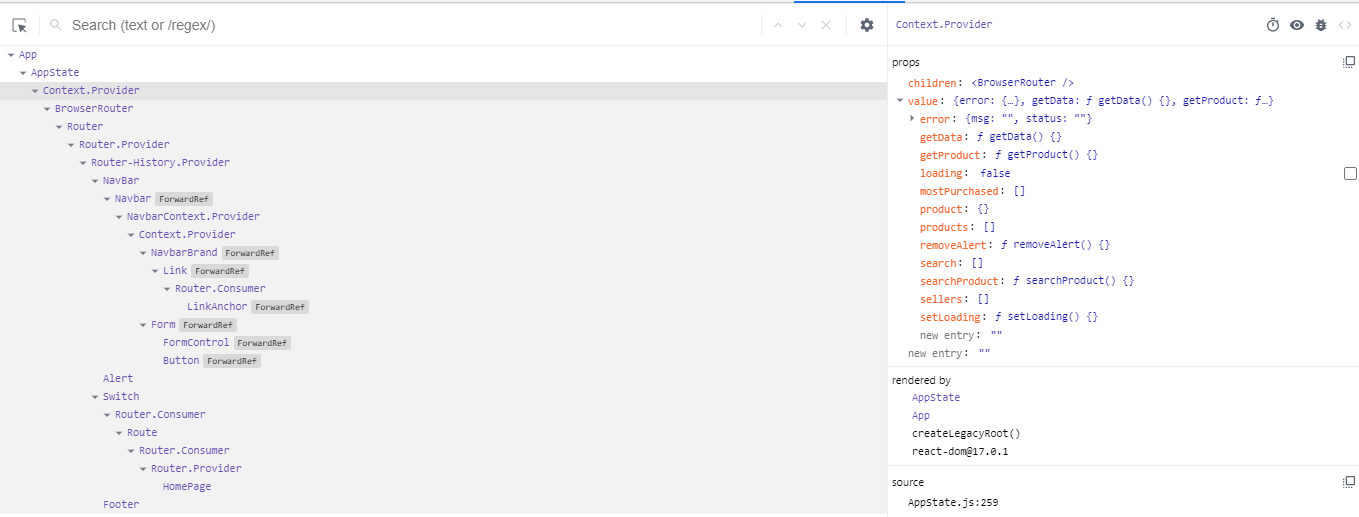 Search (text or /regex/)
App
AppState
Context.Provider
BrowserRouter
Router
Router.Provider
Router-History.Provider
NavBar
Navbar ForwardRef
NavbarContext.Provider
Context.Provider
NavbarBrand ForwardRef
Link ForwardRef
Router.Consumer
LinkAnchor ForwardRef
Form ForwardRef
FormControl ForwardRef
Button ForwardRef
Alert
Switch
Router.Consumer
Route
Router.Consumer
Router.Provider
HomePage
Footer
Context.Provider
props
children: <BrowserRouter />
value: {error: {…}, getData: ƒ getData() {}, getProduct: ƒ…}
error: {msg: "", status: ""}
getData: ƒ getData() {}
getProduct: ƒ getProduct() {}
loading: false
mostPurchased: []
product: {}
products: []
removeAlert: ƒ removeAlert() {}
search: []
searchProduct: ƒ searchProduct() {}
sellers: []
setLoading: ƒ setLoading() {}
new entry: ""
new entry: ""
rendered by
AppState
App
createLegacyRoot()
react-dom@17.0.1
source
AppState.js:259